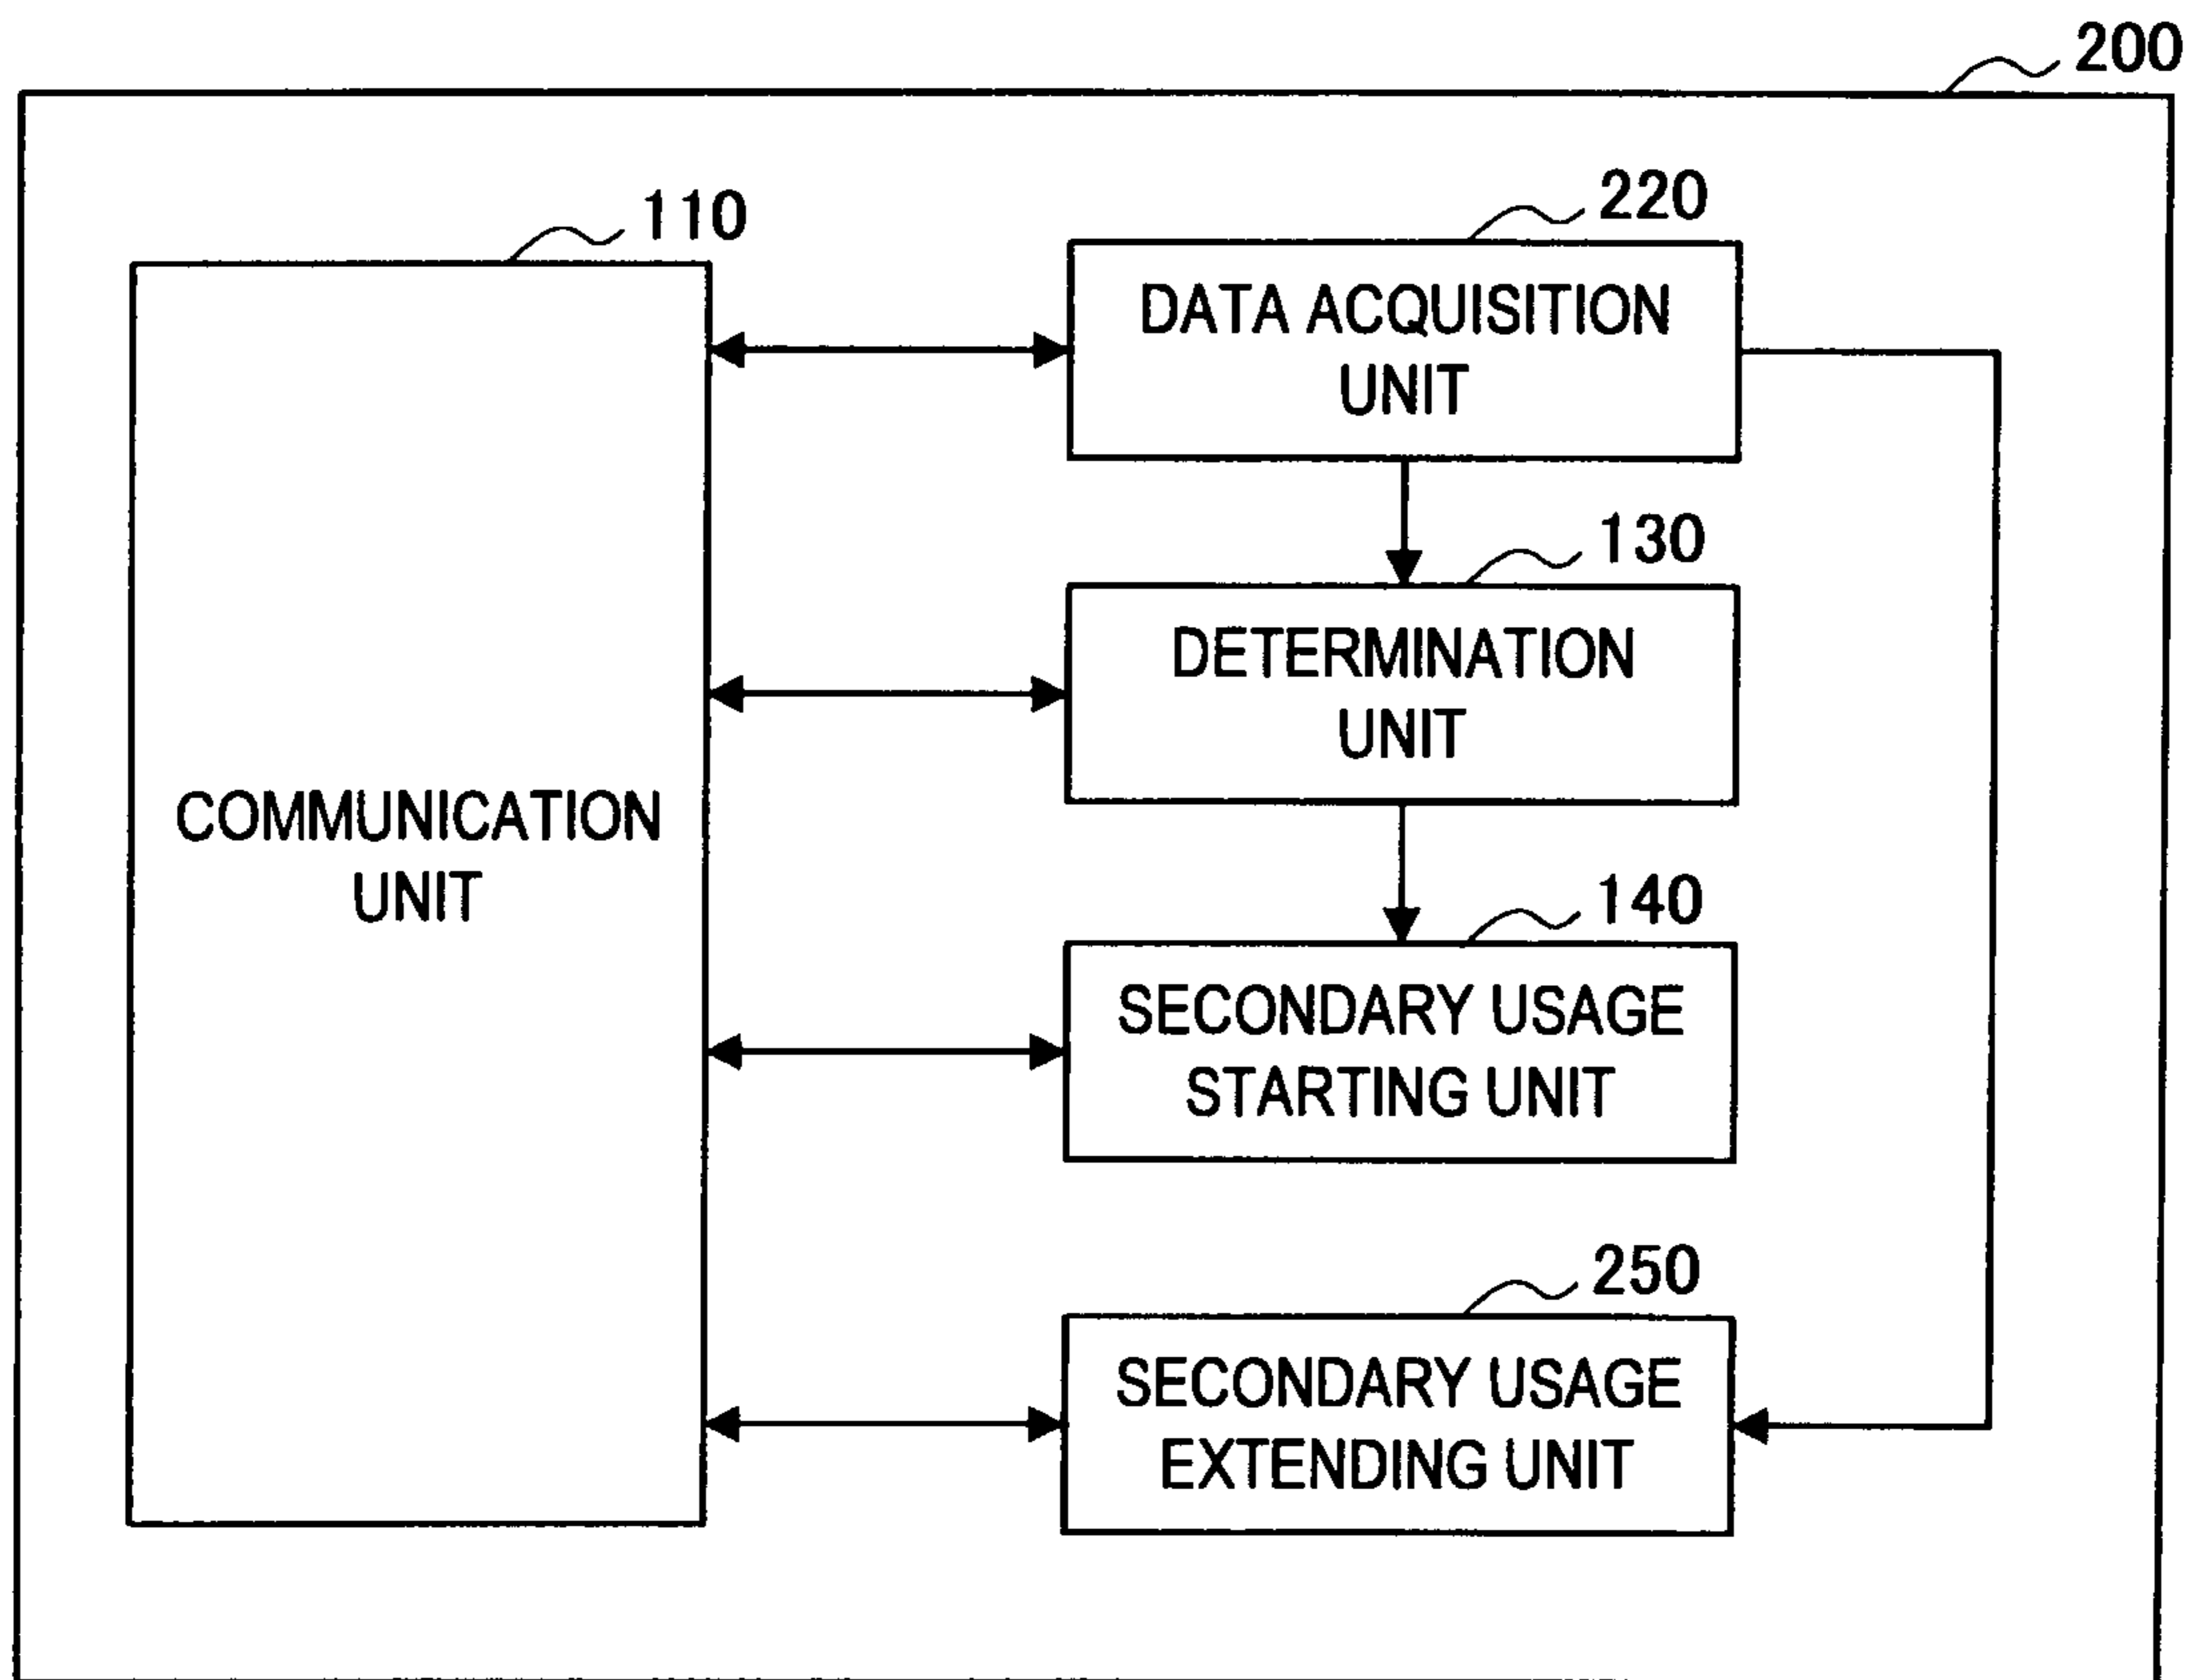 200
110
220
DATA ACQUISITION
UNIT
130
DETERMINATION
UNIT
COMMUNICATION
UNIT
140
SECONDARY USAGE
STARTING UNIT
250
SECONDARY USAGE
EXTENDING UNIT